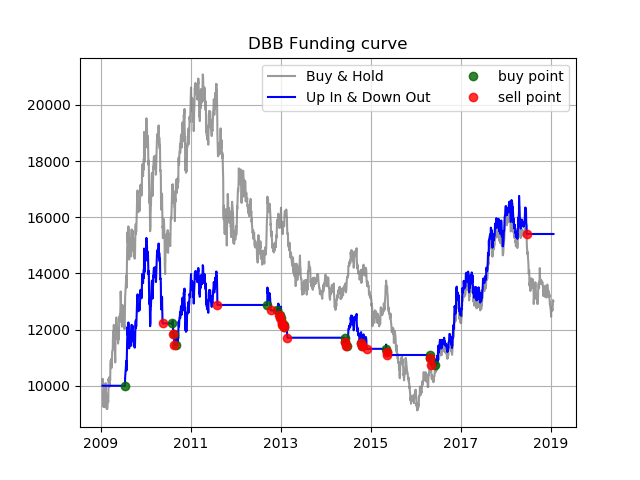 DBB Funding curve
Buy & Hold
Up In & Down Out
buy point
sell point
20000
18000
16000
14000
12000
10000
2009 2011 2013 2015 2017 2019